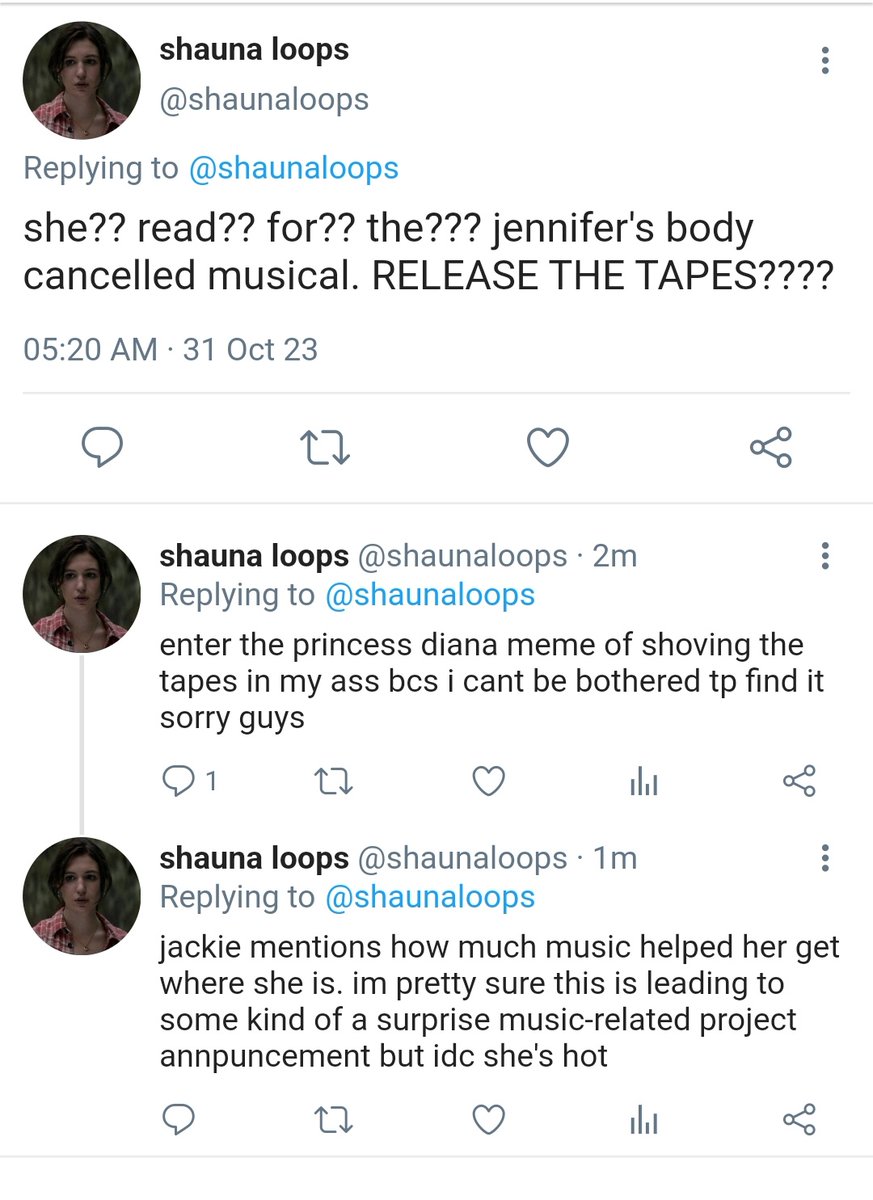 shauna loops
@shaunaloops
Replying to @shaunaloops
she?? read?? for?? the??? jennifer's body
cancelled musical. RELEASE THE TAPES????
05:20 AM · 31 Oct 23
shauna loops @shaunaloops · 2m
Replying to @shaunaloops
enter the princess diana meme of shoving the
tapes in my ass bcs i cant be bothered tp find it
sorry guys
1
shauna loops @shaunaloops · 1m
Replying to @shaunaloops
jackie mentions how much music helped her get
where she is. im pretty sure this is leading to
some kind of a surprise music-related project
annpuncement but idc she's hot